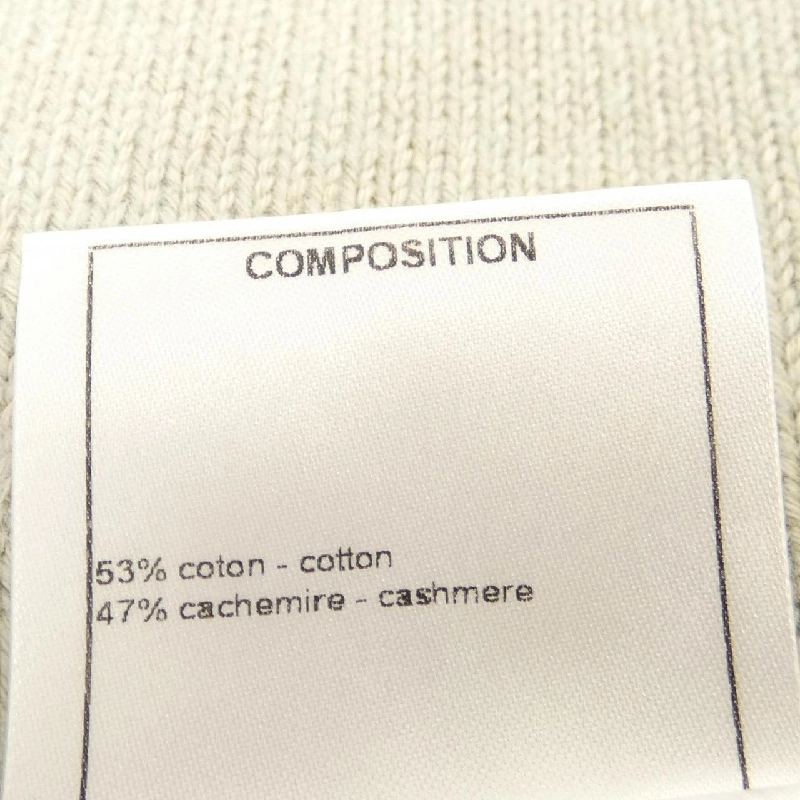 COMPOSITION
53% coton - cotton
47% cachemire - cashmere